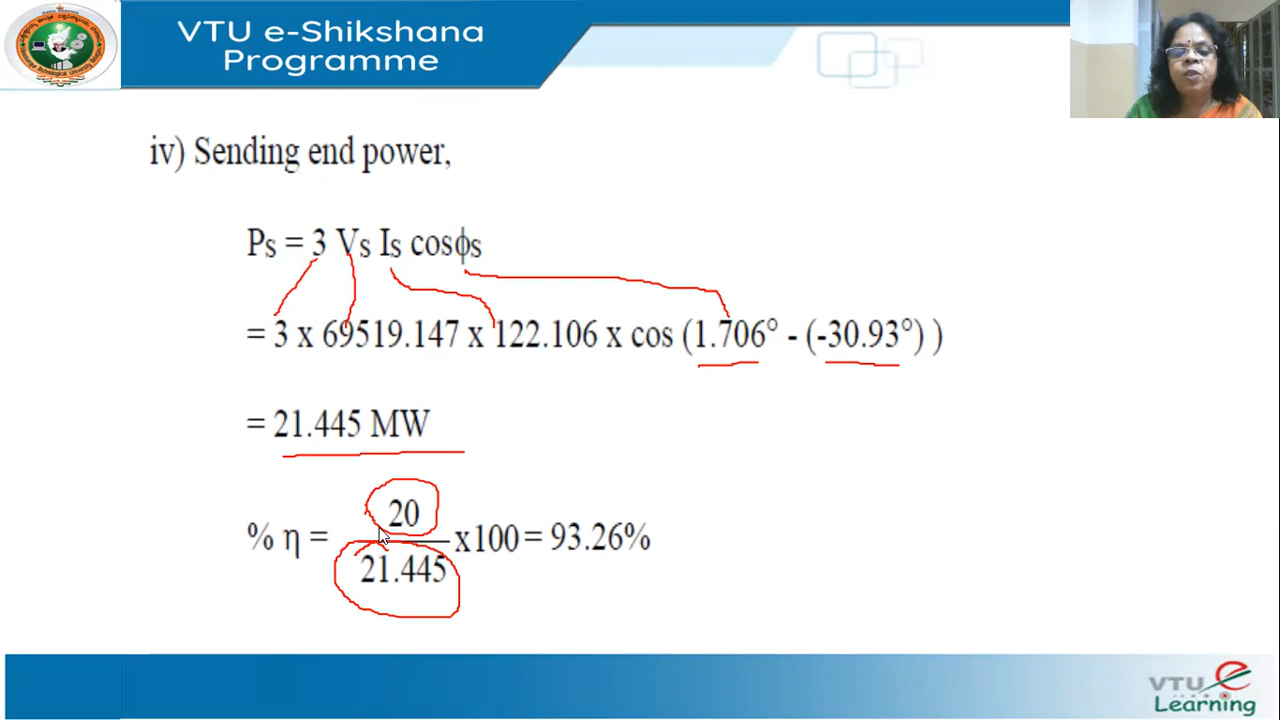 VTU e-Shikshana
Programme
iv) Sending end power,
Ps = 3 Vs Is cosϕs
= 3 x 69519.147 x 122.106 x cos (1.706° - (-30.93°) )
= 21.445 MW
20
% η = x100 = 93.26%
21.445
VTU e
Learning